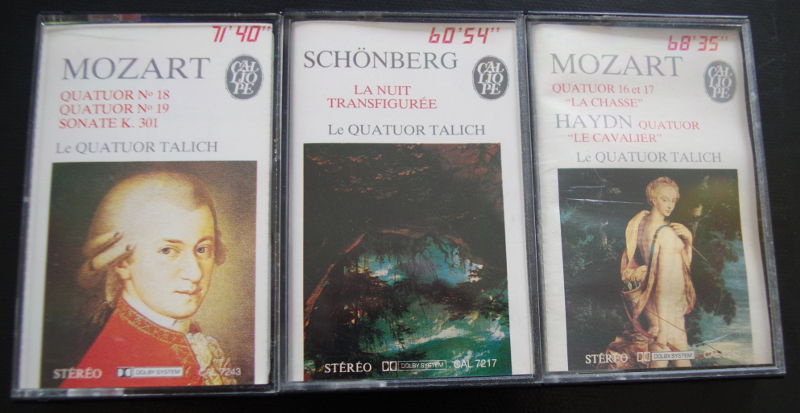 71'40"
MOZART
CALLIOPE
QUATUOR Nº 18
QUATUOR Nº 19
SONATE K. 301
Le QUATUOR TALICH
STÉRÉO DOLBY SYSTEM CAL 7243
60'54"
SCHÖNBERG
CALLIOPE
LA NUIT
TRANSFIGURÉE
Le QUATUOR TALICH
STÉRÉO DOLBY SYSTEM CAL 7217
68'35"
MOZART
CALLIOPE
QUATUOR 16 et 17
"LA CHASSE"
HAYDN QUATUOR
"LE CAVALIER"
Le QUATUOR TALICH
STÉRÉO DOLBY SYSTEM